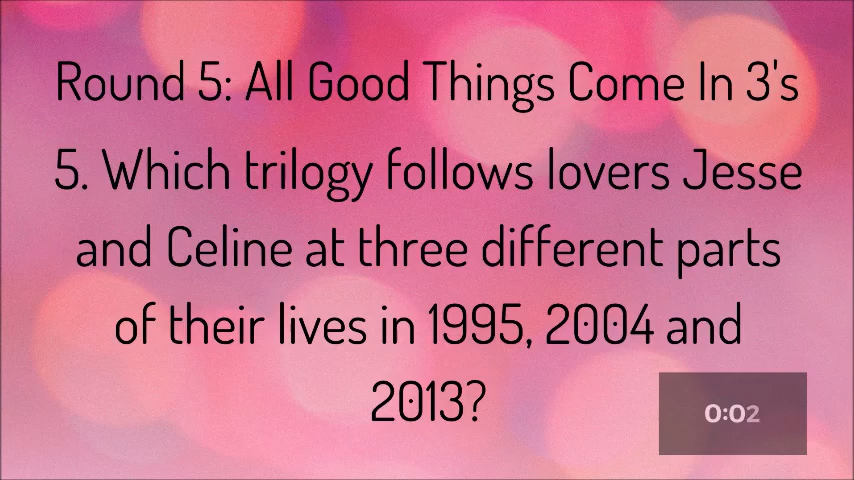 Round 5: All Good Things Come In 3's
5. Which trilogy follows lovers Jesse
and Celine at three different parts
of their lives in 1995, 2004 and
2013?
0:02